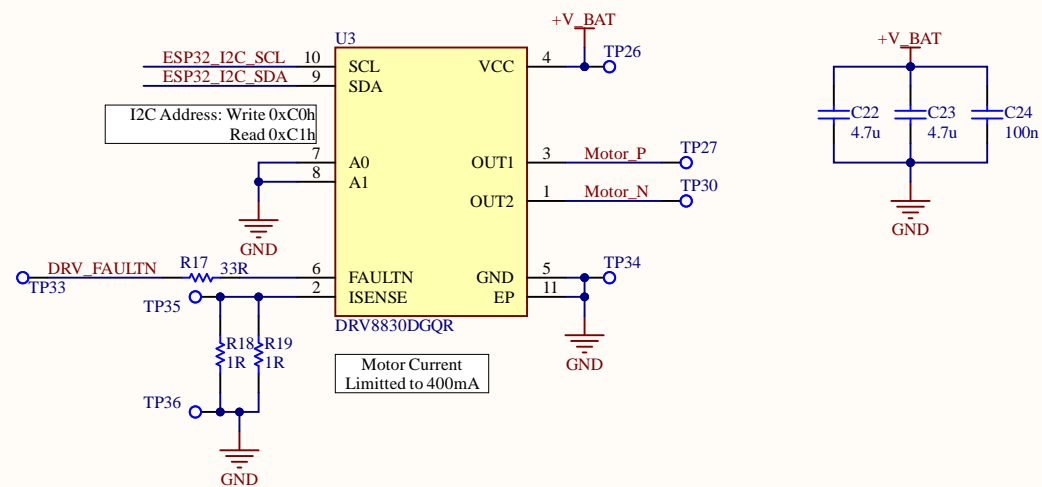 +V_BAT
U3
TP26
+V_BAT
ESP32_I2C_SCL 10 SCL VCC 4
ESP32_I2C_SDA 9 SDA
I2C Address: Write 0xC0h
Read 0xC1h
C22 C23 C24
4.7u 4.7u 100n
7 A0 OUT1 3 Motor_P TP27
8 A1
OUT2 1 Motor_N TP30
GND
GND
DRV_FAULTN R17 33R 6 FAULTN GND 5 TP34
TP33
TP35 2 ISENSE EP 11
DRV8830DGQR
R18 R19
1R 1R
GND
Motor Current
Limitted to 400mA
TP36
GND